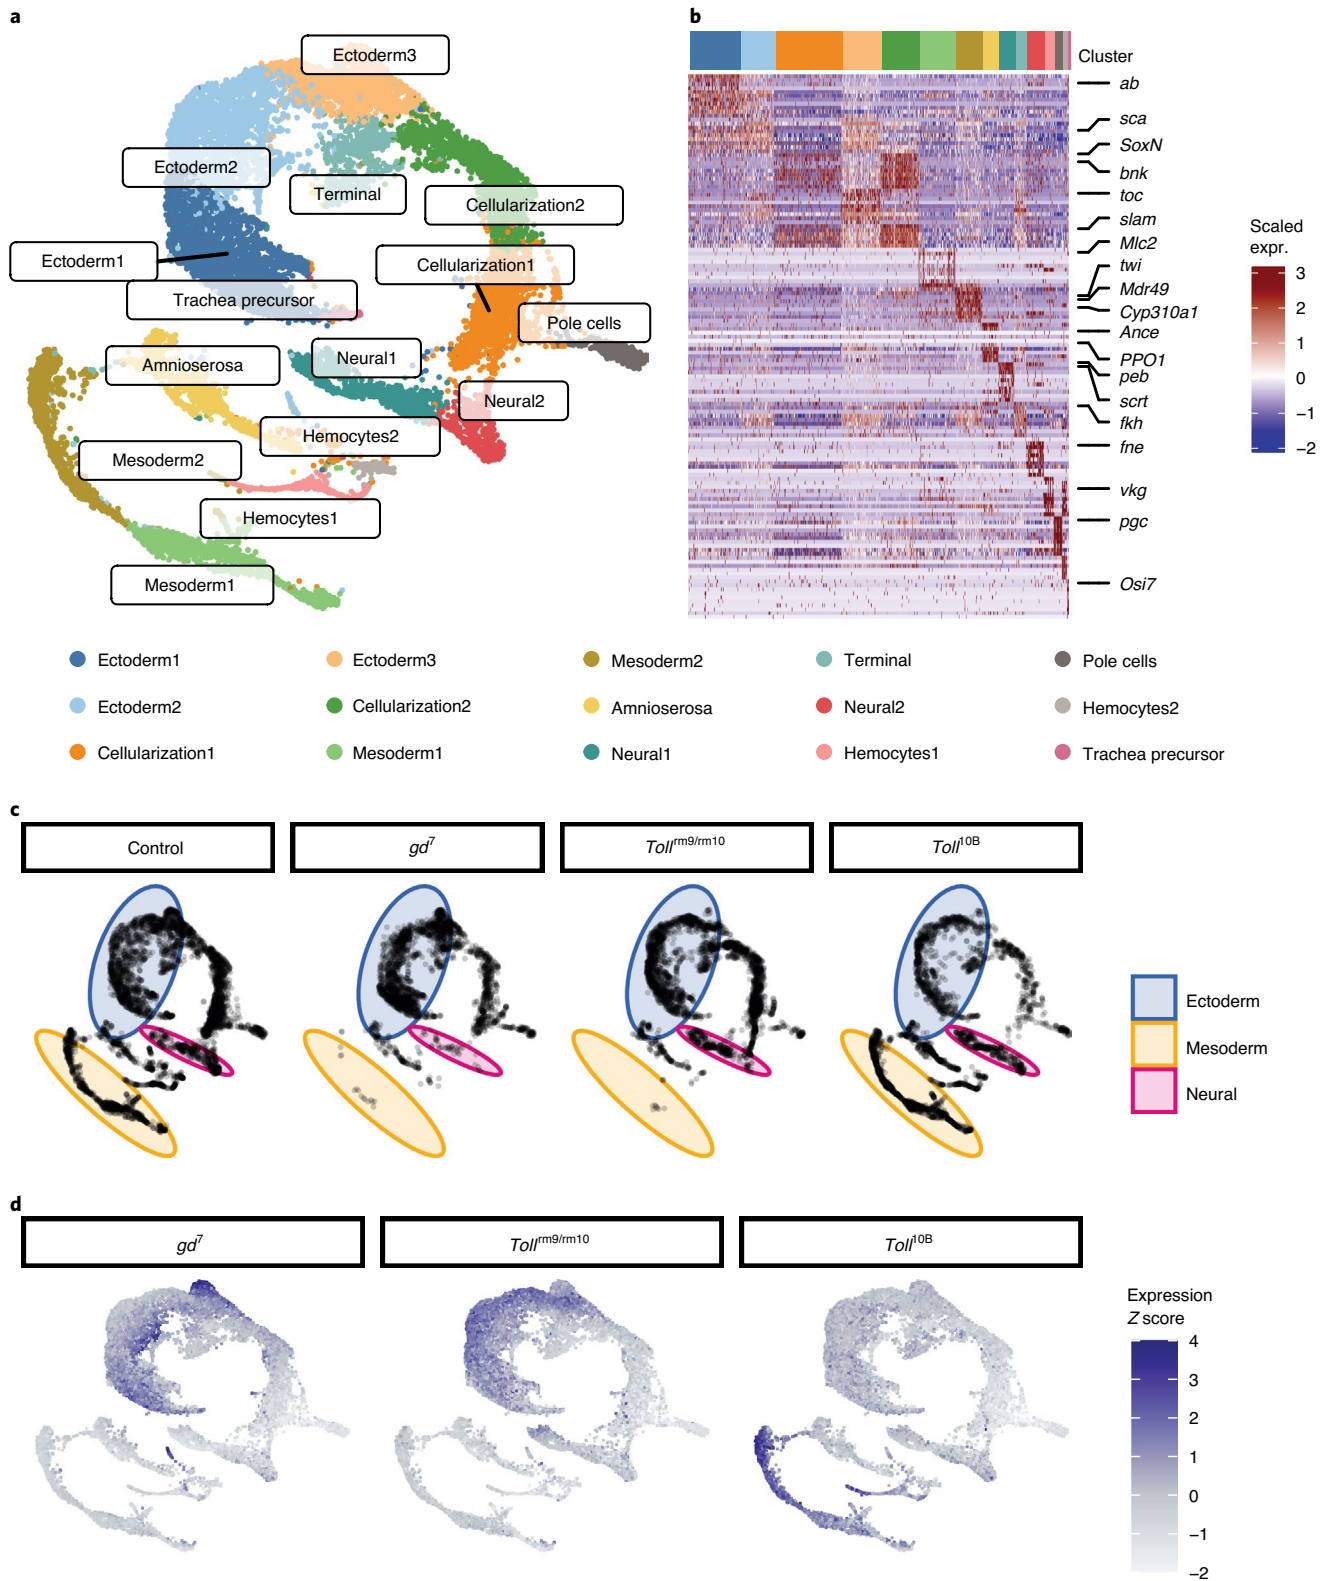 a
Ectoderm3
Ectoderm2
Terminal
Cellularization2
Ectoderm1
Cellularization1
Trachea precursor
Pole cells
Neural1
Amnioserosa
Neural2
Hemocytes2
Mesoderm2
Hemocytes1
Mesoderm1
b
Cluster
ab
sca
SoxN
bnk
toc
slam
Mlc2
twi
Mdr49
Cyp310a1
Ance
PPO1
peb
scrt
fkh
fne
vkg
pgc
Osi7
Scaled
expr.
3
2
1
0
−1
−2
Ectoderm1
Ectoderm3
Mesoderm2
Terminal
Pole cells
Ectoderm2
Cellularization2
Amnioserosa
Neural2
Hemocytes2
Cellularization1
Mesoderm1
Neural1
Hemocytes1
Trachea precursor
c
Control
gd7
Tollrm9/rm10
Toll10B
Ectoderm
Mesoderm
Neural
d
gd7
Tollrm9/rm10
Toll10B
Expression
Z score
4
3
2
1
0
−1
−2